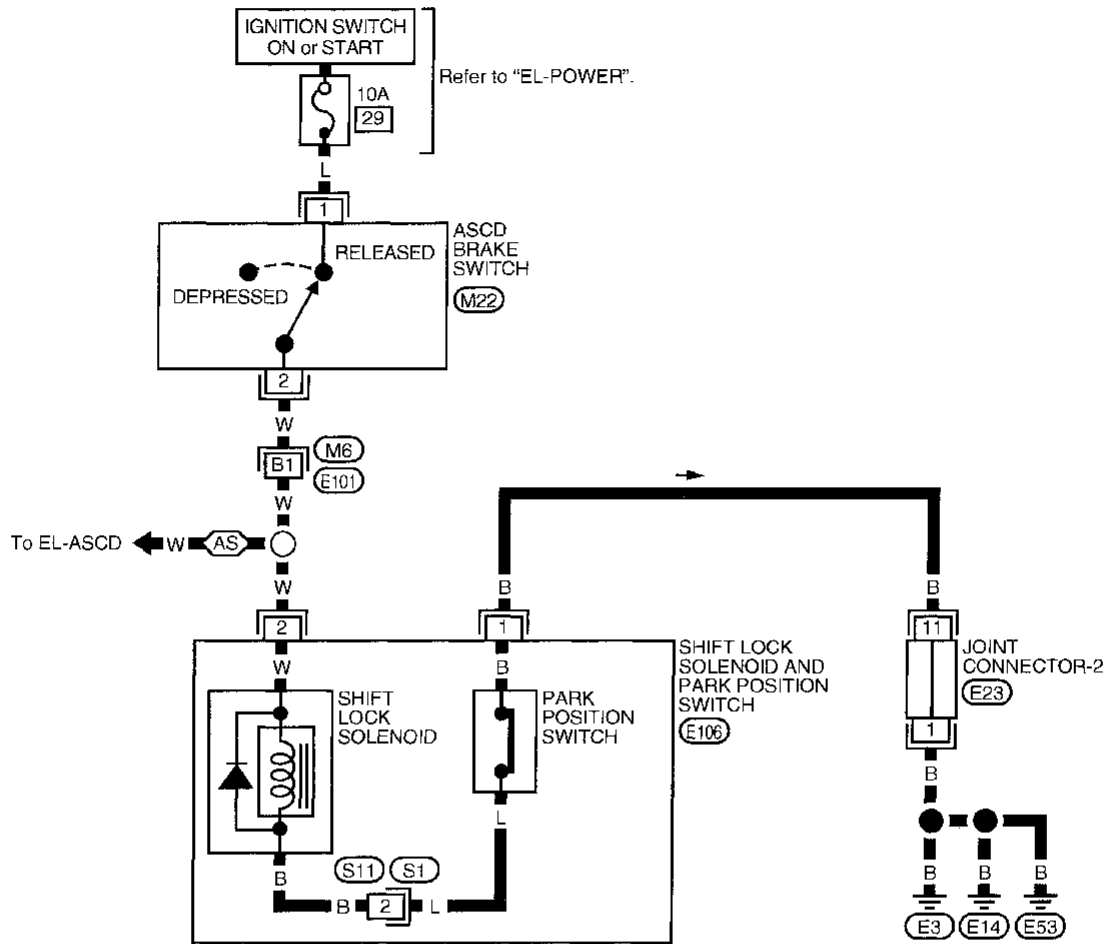 IGNITION SWITCH
ON or START
Refer to "EL-POWER".
10A
29
L
1
ASCD
BRAKE
SWITCH
M22
RELEASED
DEPRESSED
2
W
B1
M6
E101
W
To EL-ASCD
W
AS
W
B
B
2
1
11
W
B
SHIFT LOCK
SOLENOID AND
PARK POSITION
SWITCH
E106
JOINT
CONNECTOR-2
E23
SHIFT
LOCK
SOLENOID
PARK
POSITION
SWITCH
1
B
L
B
S11
S1
B
2
L
B
B
B
E3
E14
E53